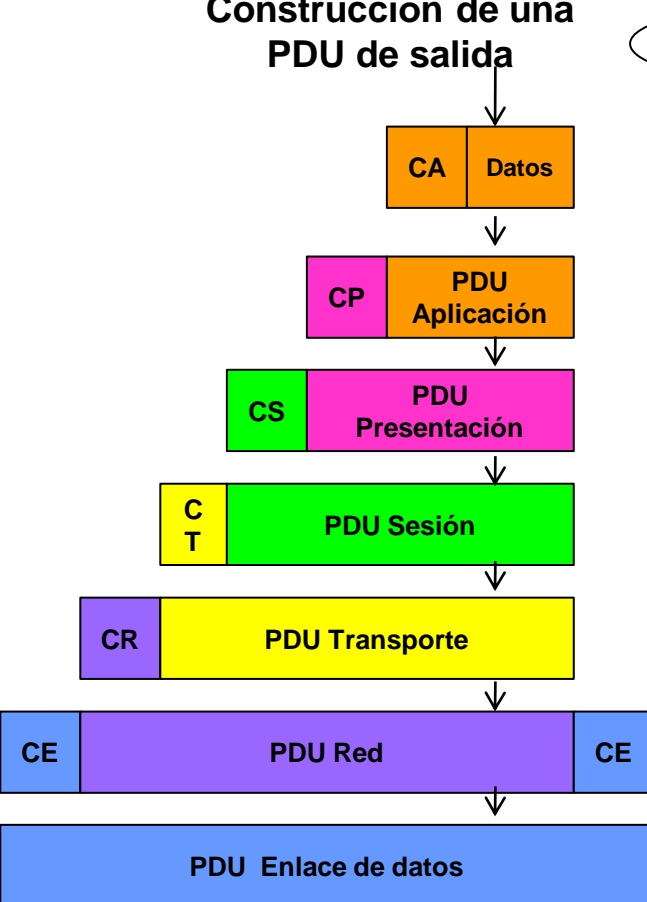 Construcción de una
PDU de salida
CA
Datos
CP
PDU
Aplicación
CS
PDU
Presentación
C
T
PDU Sesión
CR
PDU Transporte
CE
PDU Red
CE
PDU Enlace de datos